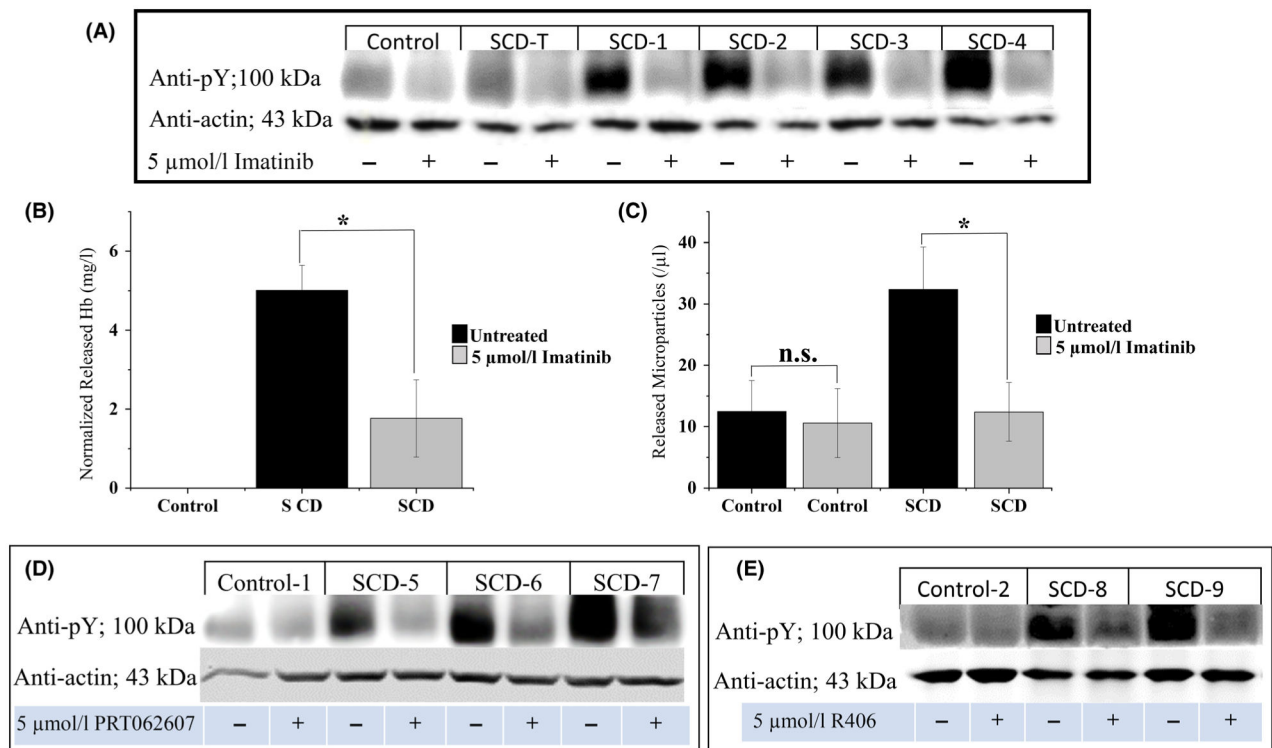 (A)
Control SCD-T SCD-1 SCD-2 SCD-3 SCD-4
Anti-pY;100 kDa
Anti-actin; 43 kDa
5 µmol/l Imatinib – + – + – + – + – + – +
(B)
Normalized Released Hb (mg/l)
6
4
2
0
*
Control S CD SCD
Untreated
5 µmol/l Imatinib
(C)
Released Microparticles (/µl)
40
30
20
10
0
n.s.
*
Control Control SCD SCD
Untreated
5 µmol/l Imatinib
(D)
Control-1 SCD-5 SCD-6 SCD-7
Anti-pY; 100 kDa
Anti-actin; 43 kDa
5 µmol/l PRT062607 – + – + – + – +
(E)
Control-2 SCD-8 SCD-9
Anti-pY; 100 kDa
Anti-actin; 43 kDa
5 µmol/l R406 – + – + – +